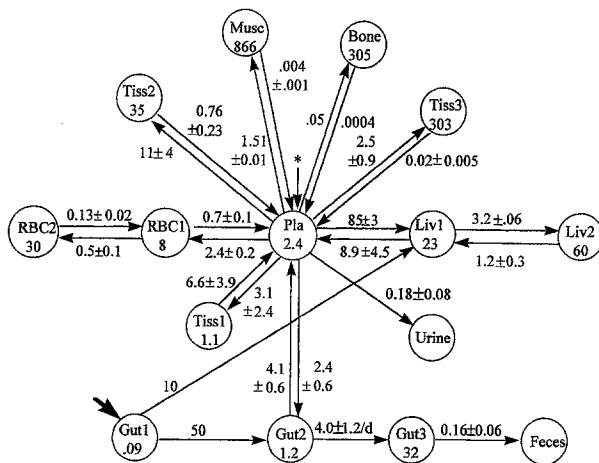 Musc
866
Bone
305
Tiss2
35
Tiss3
303
.004
±.001
0.76
±0.23
.05
.0004
2.5
±0.9
11± 4
1.51
±0.01
*
0.02± 0.005
RBC2
30
0.13± 0.02
0.5±0.1
RBC1
8
0.7±0.1
2.4± 0.2
Pla
2.4
85±3
8.9± 4.5
Liv1
23
3.2±.06
1.2±0.3
Liv2
60
6.6±3.9
3.1
±2.4
Tiss1
1.1
0.18±0.08
Urine
10
4.1
±0.6
2.4
±0.6
Gut1
.09
50
Gut2
1.2
4.0±1.2/d
Gut3
32
0.16±0.06
Feces